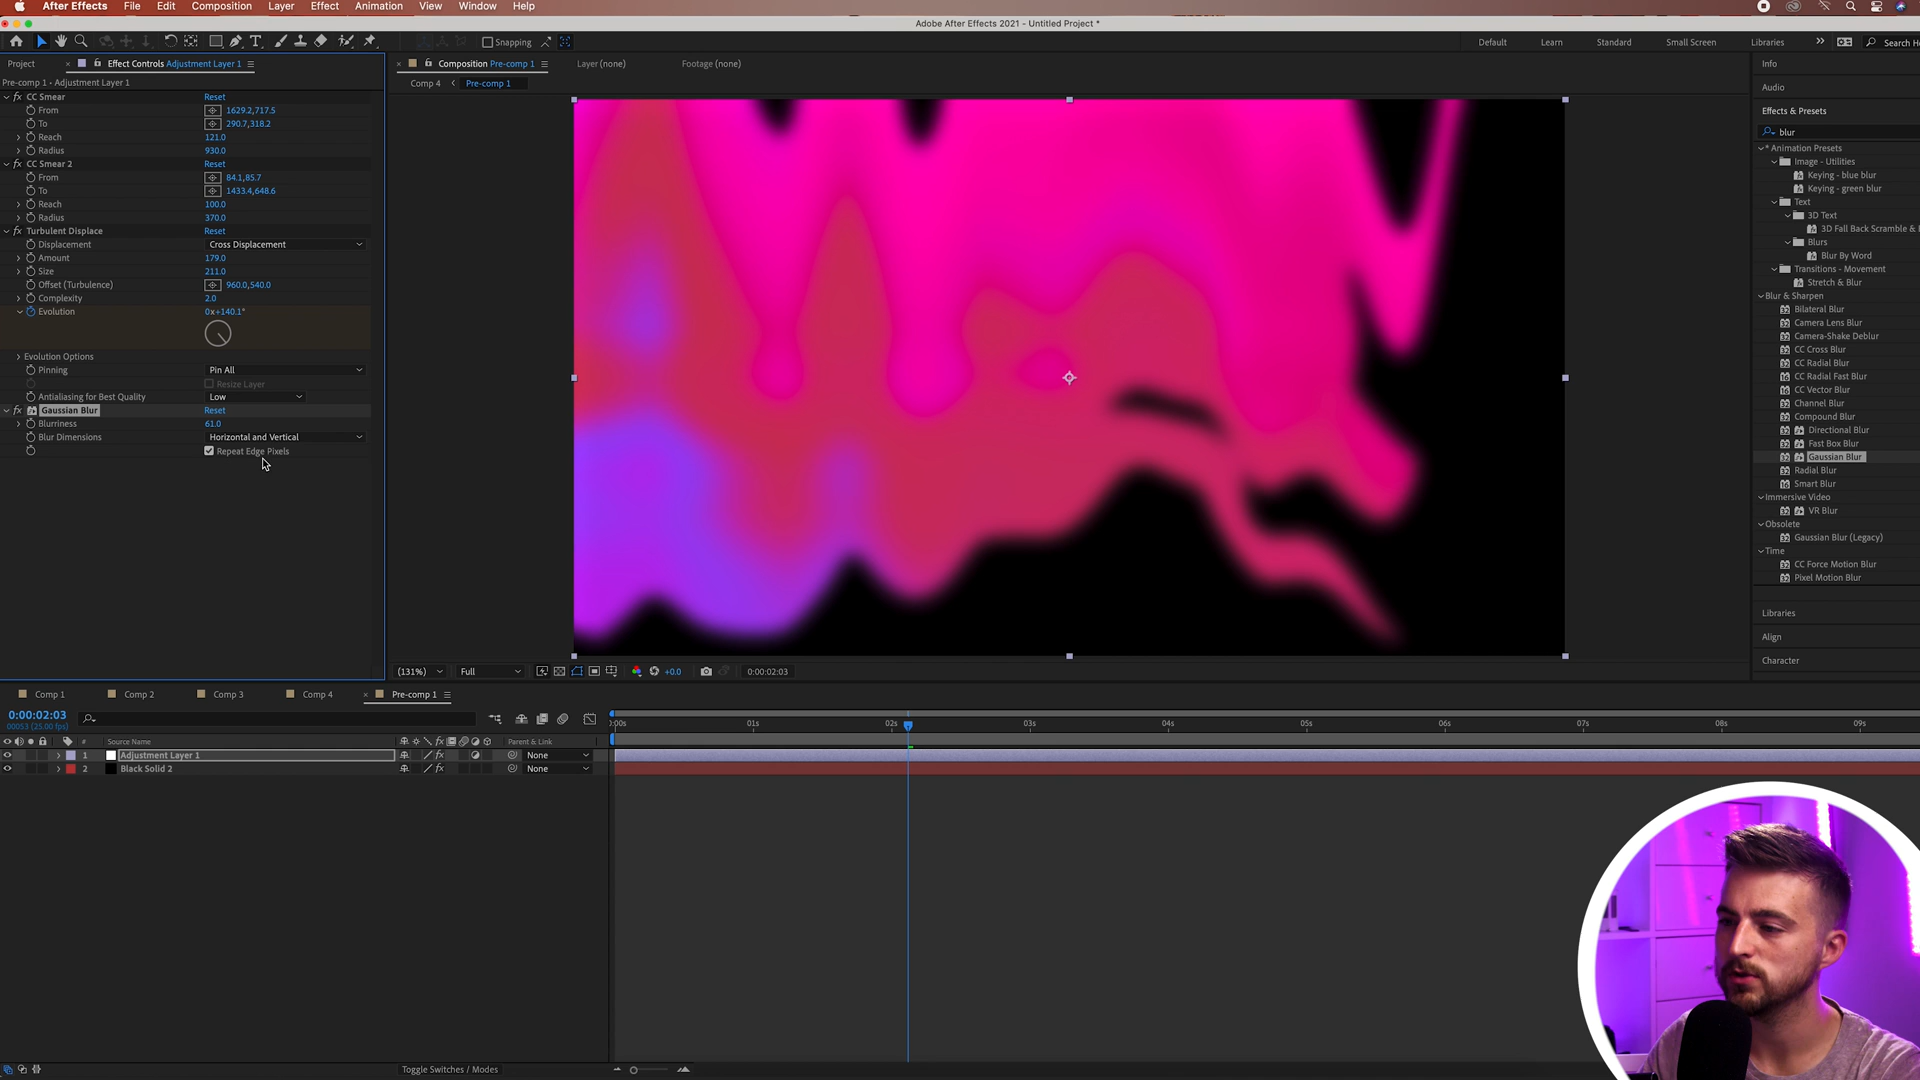 After Effects File Edit Composition Layer Effect Animation View Window Help
Adobe After Effects 2021 - Untitled Project *
Snapping
Default Learn Standard Small Screen Libraries Search H
Project
Effect Controls Adjustment Layer 1
Pre-comp 1 • Adjustment Layer 1
fx CC Smear Reset
From 1629.2,717.5
To 290.7,318.2
Reach 121.0
Radius 930.0
fx CC Smear 2 Reset
From 84.1,85.7
To 1433.4,648.6
Reach 100.0
Radius 370.0
fx Turbulent Displace Reset
Displacement Cross Displacement
Amount 179.0
Size 211.0
Offset (Turbulence) 960.0,540.0
Complexity 2.0
Evolution 0x+140.1°
Evolution Options
Pinning Pin All
Resize Layer
Antialiasing for Best Quality Low
fx Gaussian Blur Reset
Blurriness 61.0
Blur Dimensions Horizontal and Vertical
Repeat Edge Pixels
Composition Pre-comp 1
Layer (none)
Footage (none)
Comp 4 Pre-comp 1
(131%) Full +0.0 0:00:02:03
Info
Audio
Effects & Presets
blur
* Animation Presets
Image - Utilities
Keying - blue blur
Keying - green blur
Text
3D Text
3D Fall Back Scramble &
Blurs
Blur By Word
Transitions - Movement
Stretch & Blur
Blur & Sharpen
Bilateral Blur
Camera Lens Blur
Camera-Shake Deblur
CC Cross Blur
CC Radial Blur
CC Radial Fast Blur
CC Vector Blur
Channel Blur
Compound Blur
Directional Blur
Fast Box Blur
Gaussian Blur
Radial Blur
Smart Blur
Immersive Video
VR Blur
Obsolete
Gaussian Blur (Legacy)
Time
CC Force Motion Blur
Pixel Motion Blur
Libraries
Align
Character
Comp 1 Comp 2 Comp 3 Comp 4 Pre-comp 1
0:00:02:03
00053 (25.00 fps)
:00s 01s 02s 03s 04s 05s 06s 07s 08s 09s
# Source Name Parent & Link
1 Adjustment Layer 1 None
2 Black Solid 2 None
Toggle Switches / Modes